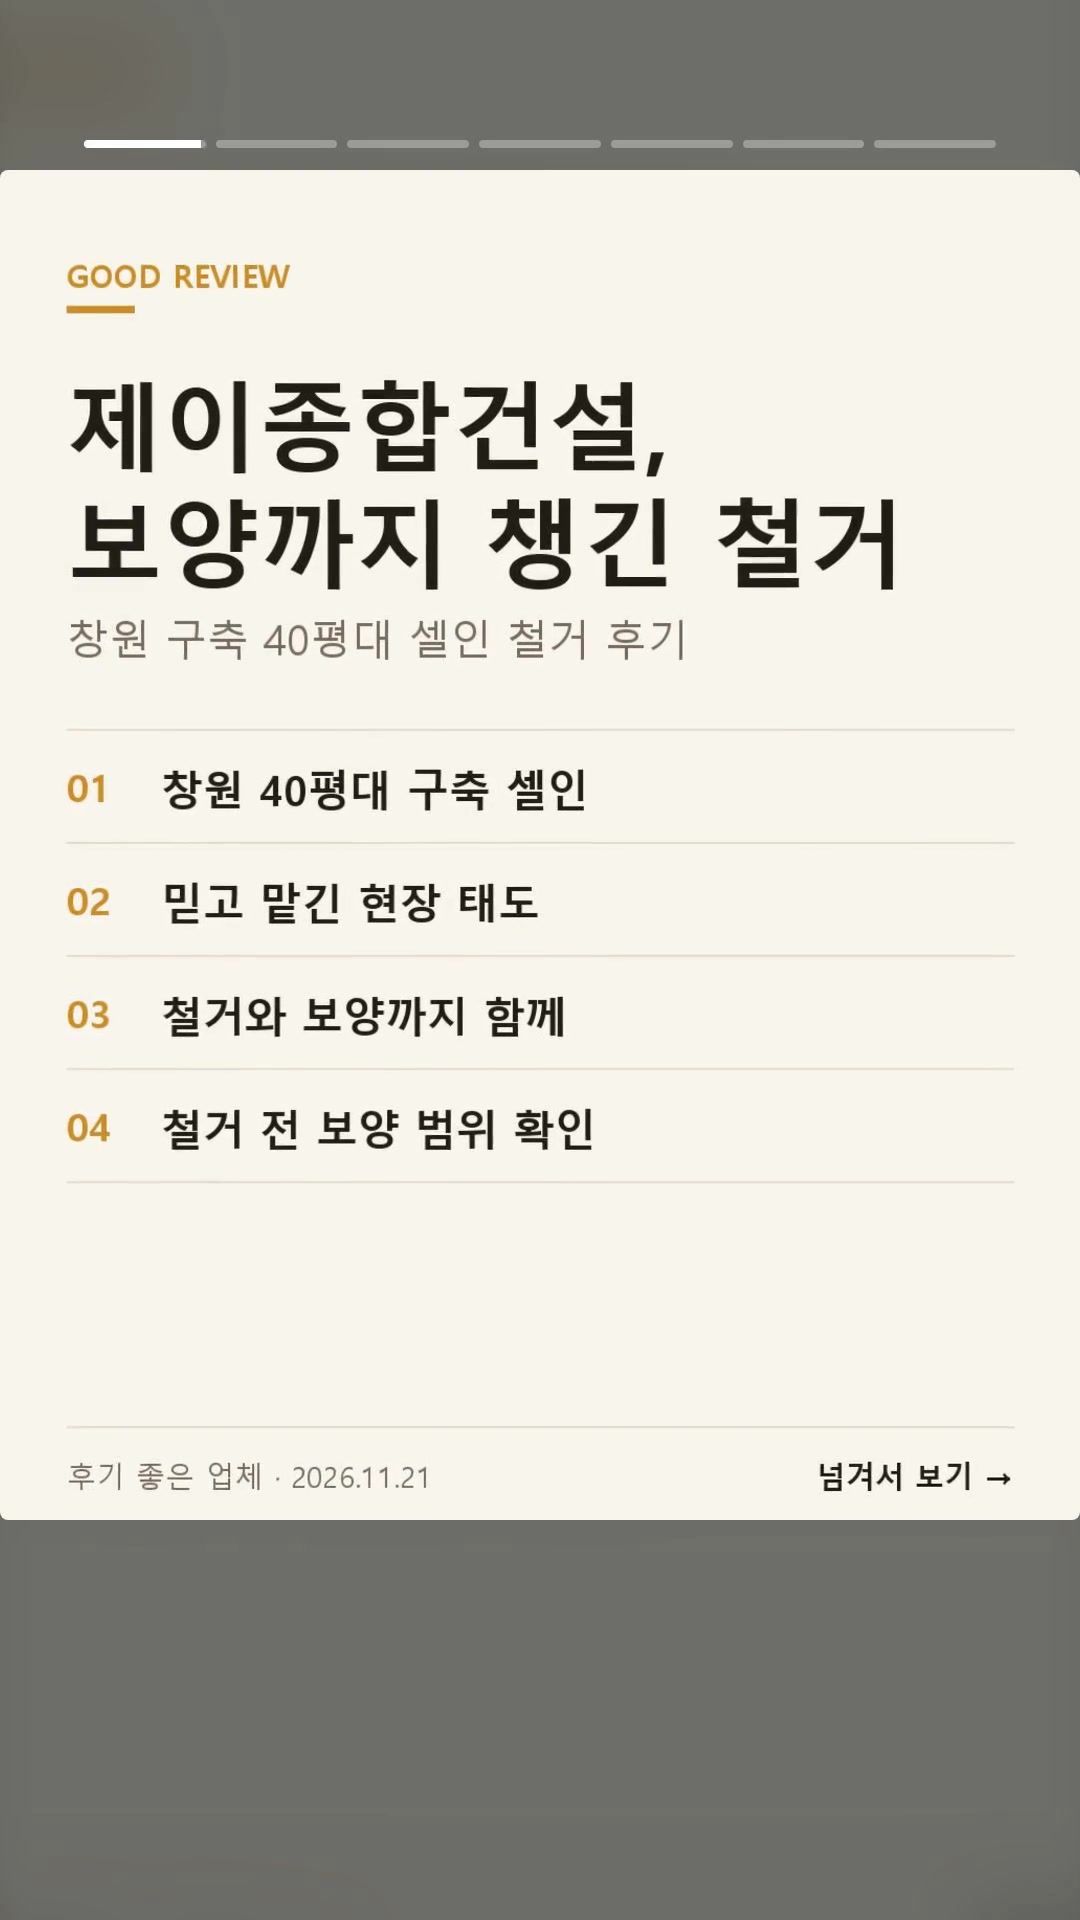 GOOD REVIEW
제이종합건설,
보양까지 챙긴 철거
창원 구축 40평대 셀인 철거 후기
01 창원 40평대 구축 셀인
02 믿고 맡긴 현장 태도
03 철거와 보양까지 함께
04 철거 전 보양 범위 확인
후기 좋은 업체 · 2026.11.21
넘겨서 보기 →